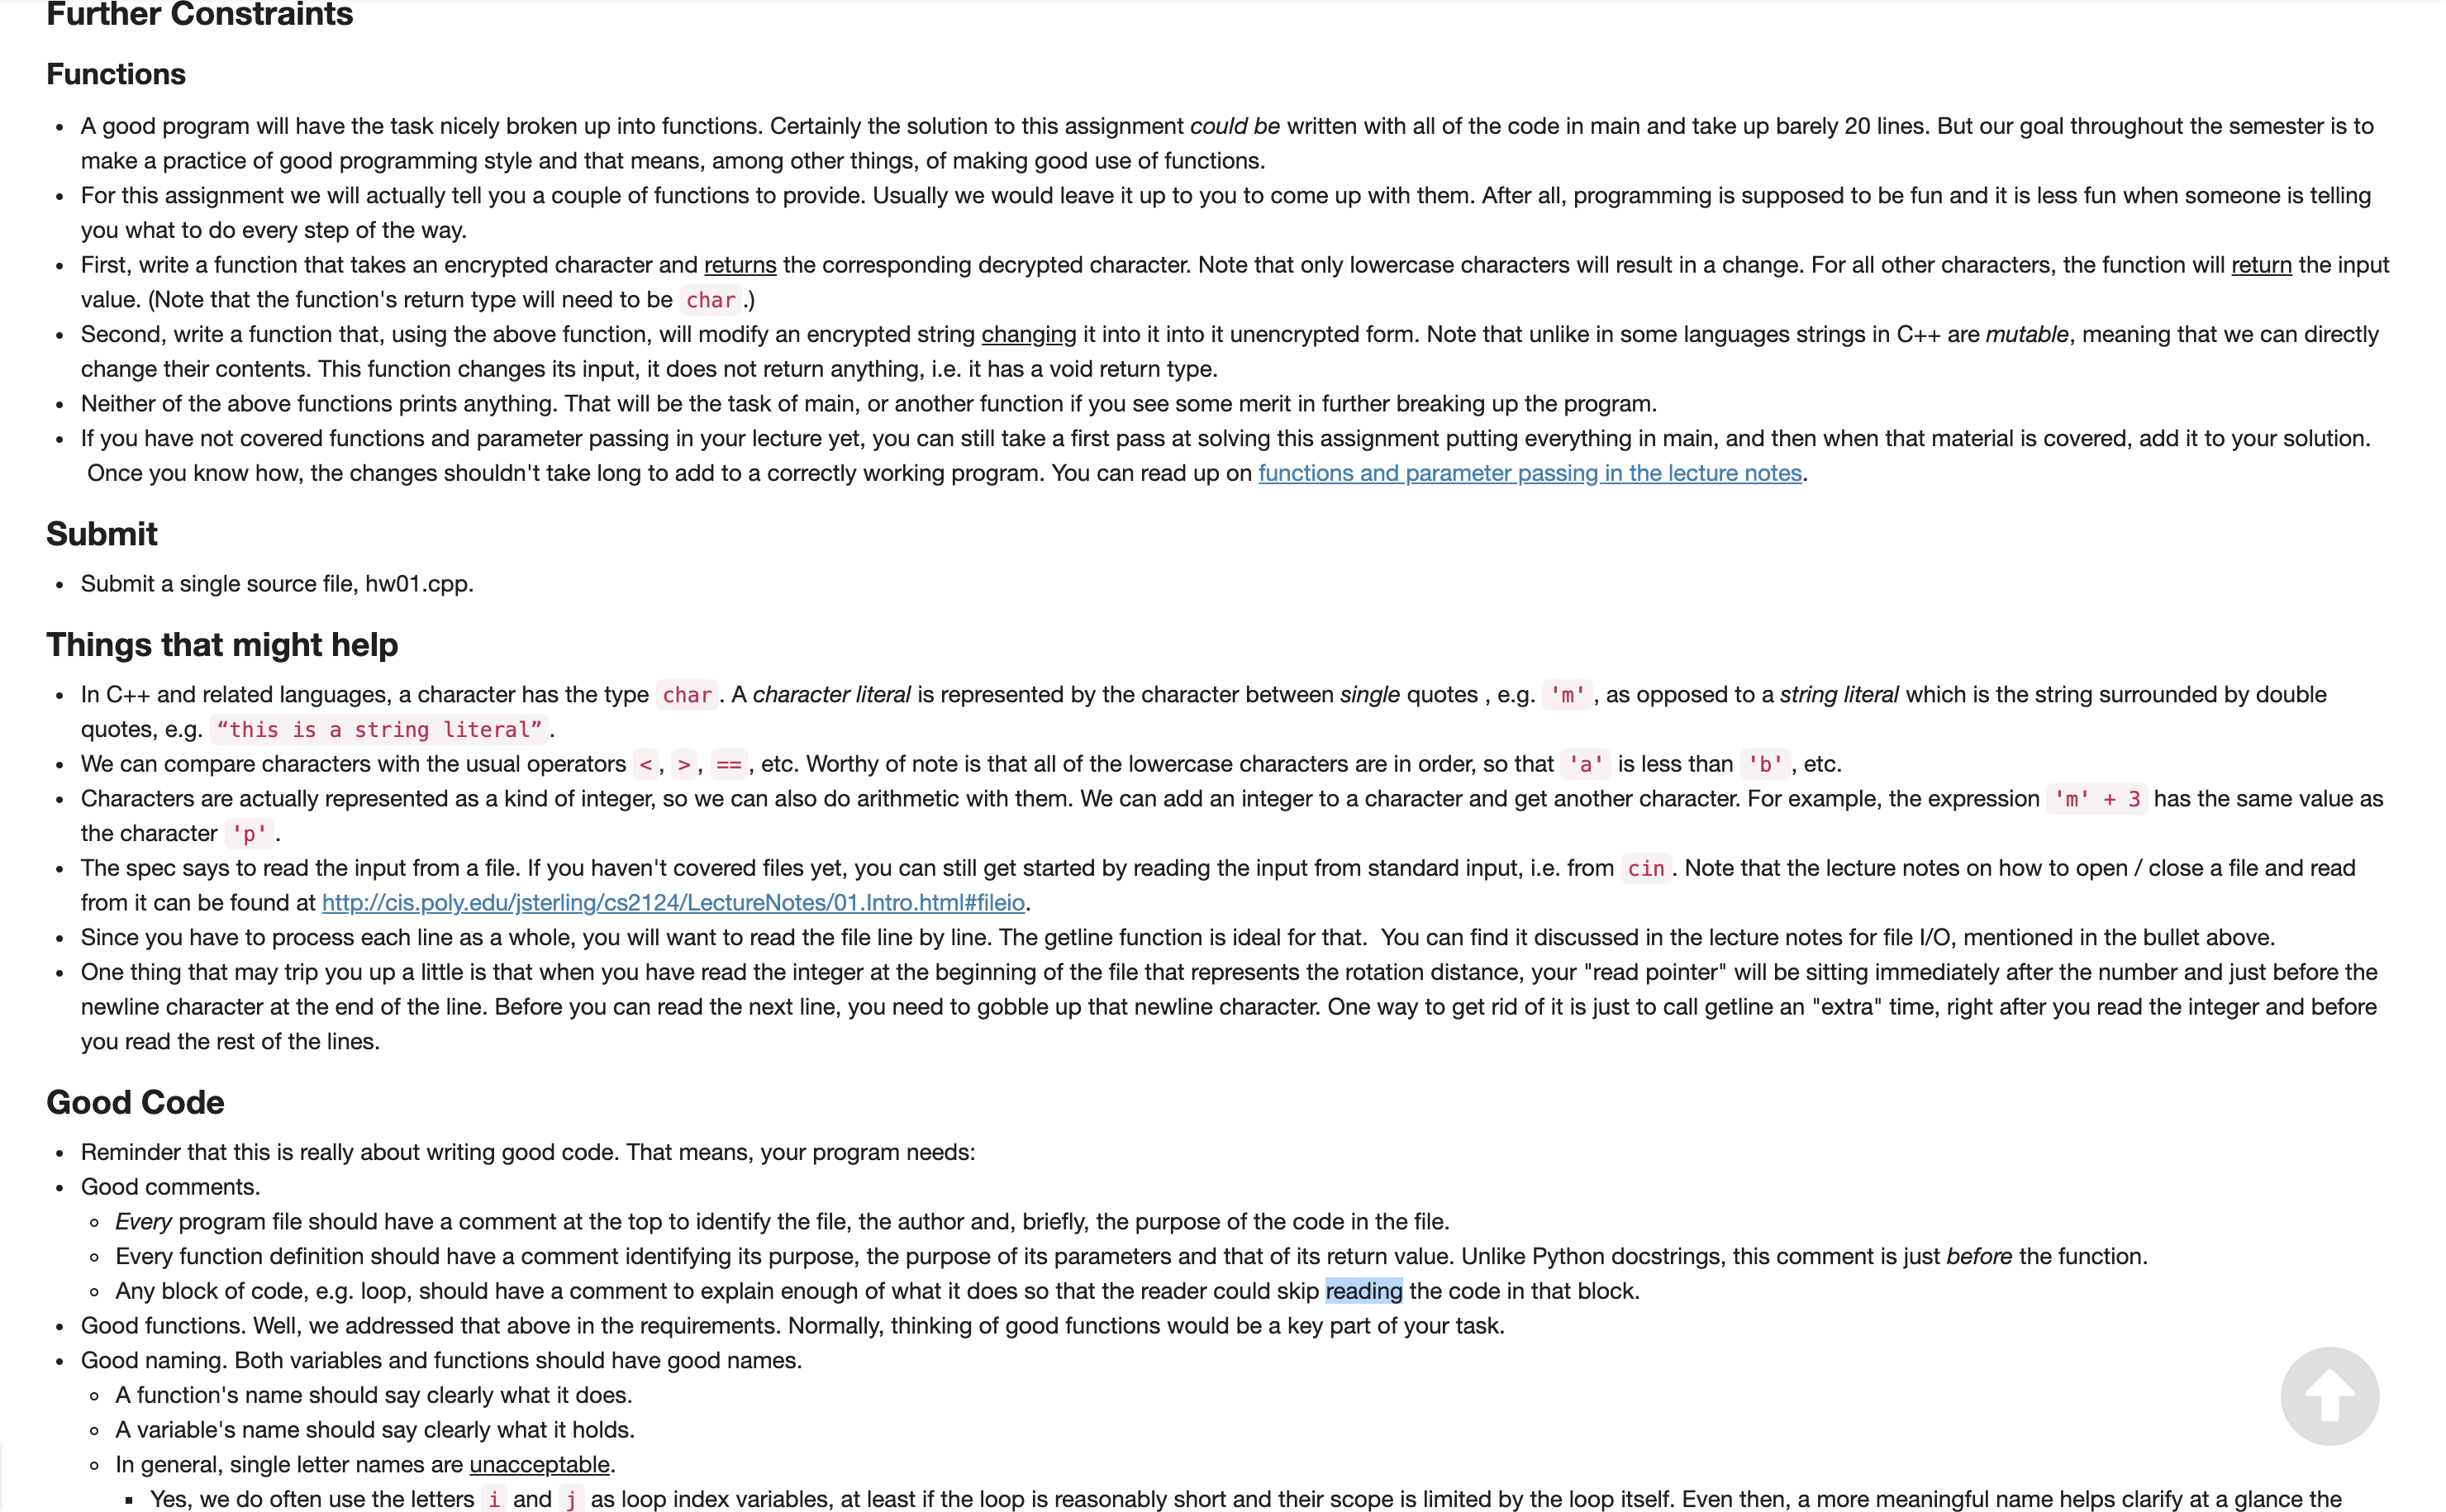 Further Constraints
Functions
A good program will have the task nicely broken up into functions. Certainly the solution to this assignment could be written with all of the code in main and take up barely 20 lines. But our goal throughout the semester is to
make a practice of good programming style and that means, among other things, of making good use of functions.
For this assignment we will actually tell you a couple of functions to provide. Usually we would leave it up to you to come up with them. After all, programming is supposed to be fun and it is less fun when someone is telling
you what to do every step of the way.
First, write a function that takes an encrypted character and returns the corresponding decrypted character. Note that only lowercase characters will result in a change. For all other characters, the function will return the input
value. (Note that the function's return type will need to be char .)
Second, write a function that, using the above function, will modify an encrypted string changing it into it into it unencrypted form. Note that unlike in some languages strings in C++ are mutable, meaning that we can directly
change their contents. This function changes its input, it does not return anything, i.e. it has a void return type.
Neither of the above functions prints anything. That will be the task of main, or another function if you see some merit in further breaking up the program.
If you have not covered functions and parameter passing in your lecture yet, you can still take a first pass at solving this assignment putting everything in main, and then when that material is covered, add it to your solution.
Once you know how, the changes shouldn't take long to add to a correctly working program. You can read up on functions and parameter passing in the lecture notes.
Submit
Submit a single source file, hw01.cpp.
Things that might help
In C++ and related languages, a character has the type char . A character literal is represented by the character between single quotes , e.g. 'm' , as opposed to a string literal which is the string surrounded by double
quotes, e.g. “this is a string literal” .
We can compare characters with the usual operators < , > , == , etc. Worthy of note is that all of the lowercase characters are in order, so that 'a' is less than 'b' , etc.
Characters are actually represented as a kind of integer, so we can also do arithmetic with them. We can add an integer to a character and get another character. For example, the expression 'm' + 3 has the same value as
the character 'p' .
The spec says to read the input from a file. If you haven't covered files yet, you can still get started by reading the input from standard input, i.e. from cin . Note that the lecture notes on how to open / close a file and read
from it can be found at http://cis.poly.edu/jsterling/cs2124/LectureNotes/01.Intro.html#fileio.
Since you have to process each line as a whole, you will want to read the file line by line. The getline function is ideal for that.  You can find it discussed in the lecture notes for file I/O, mentioned in the bullet above.
One thing that may trip you up a little is that when you have read the integer at the beginning of the file that represents the rotation distance, your "read pointer" will be sitting immediately after the number and just before the
newline character at the end of the line. Before you can read the next line, you need to gobble up that newline character. One way to get rid of it is just to call getline an "extra" time, right after you read the integer and before
you read the rest of the lines.
Good Code
Reminder that this is really about writing good code. That means, your program needs:
Good comments.
Every program file should have a comment at the top to identify the file, the author and, briefly, the purpose of the code in the file.
Every function definition should have a comment identifying its purpose, the purpose of its parameters and that of its return value. Unlike Python docstrings, this comment is just before the function.
Any block of code, e.g. loop, should have a comment to explain enough of what it does so that the reader could skip reading the code in that block.
Good functions. Well, we addressed that above in the requirements. Normally, thinking of good functions would be a key part of your task.
Good naming. Both variables and functions should have good names.
A function's name should say clearly what it does.
A variable's name should say clearly what it holds.
In general, single letter names are unacceptable.
Yes, we do often use the letters i and j as loop index variables, at least if the loop is reasonably short and their scope is limited by the loop itself. Even then, a more meaningful name helps clarify at a glance the